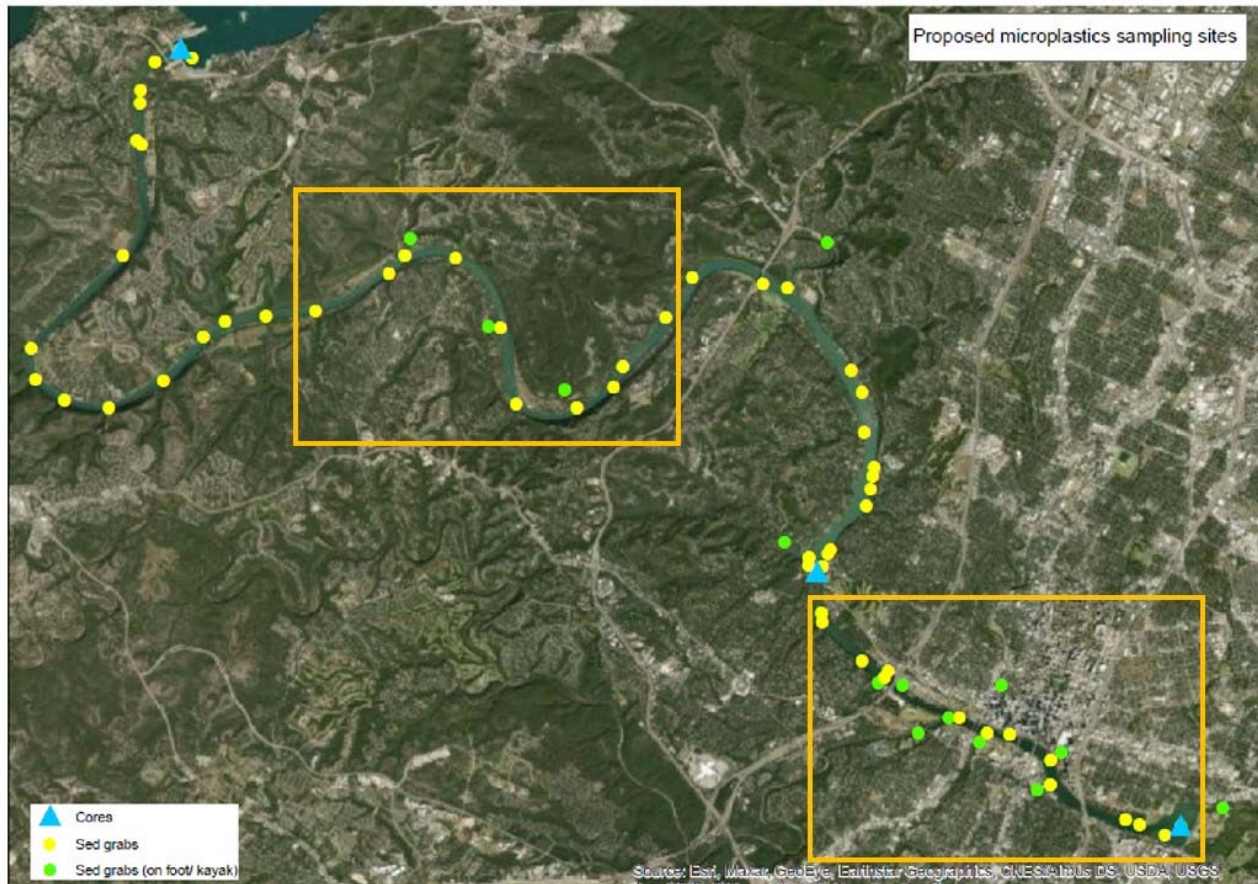 Proposed microplastics sampling sites
Cores
Sed grabs
Sed grabs (on foot/ kayak)
Source: Esri, Maxar, GeoEye, Earthstar Geographics, CNES/Airbus DS, USDA, USGS,